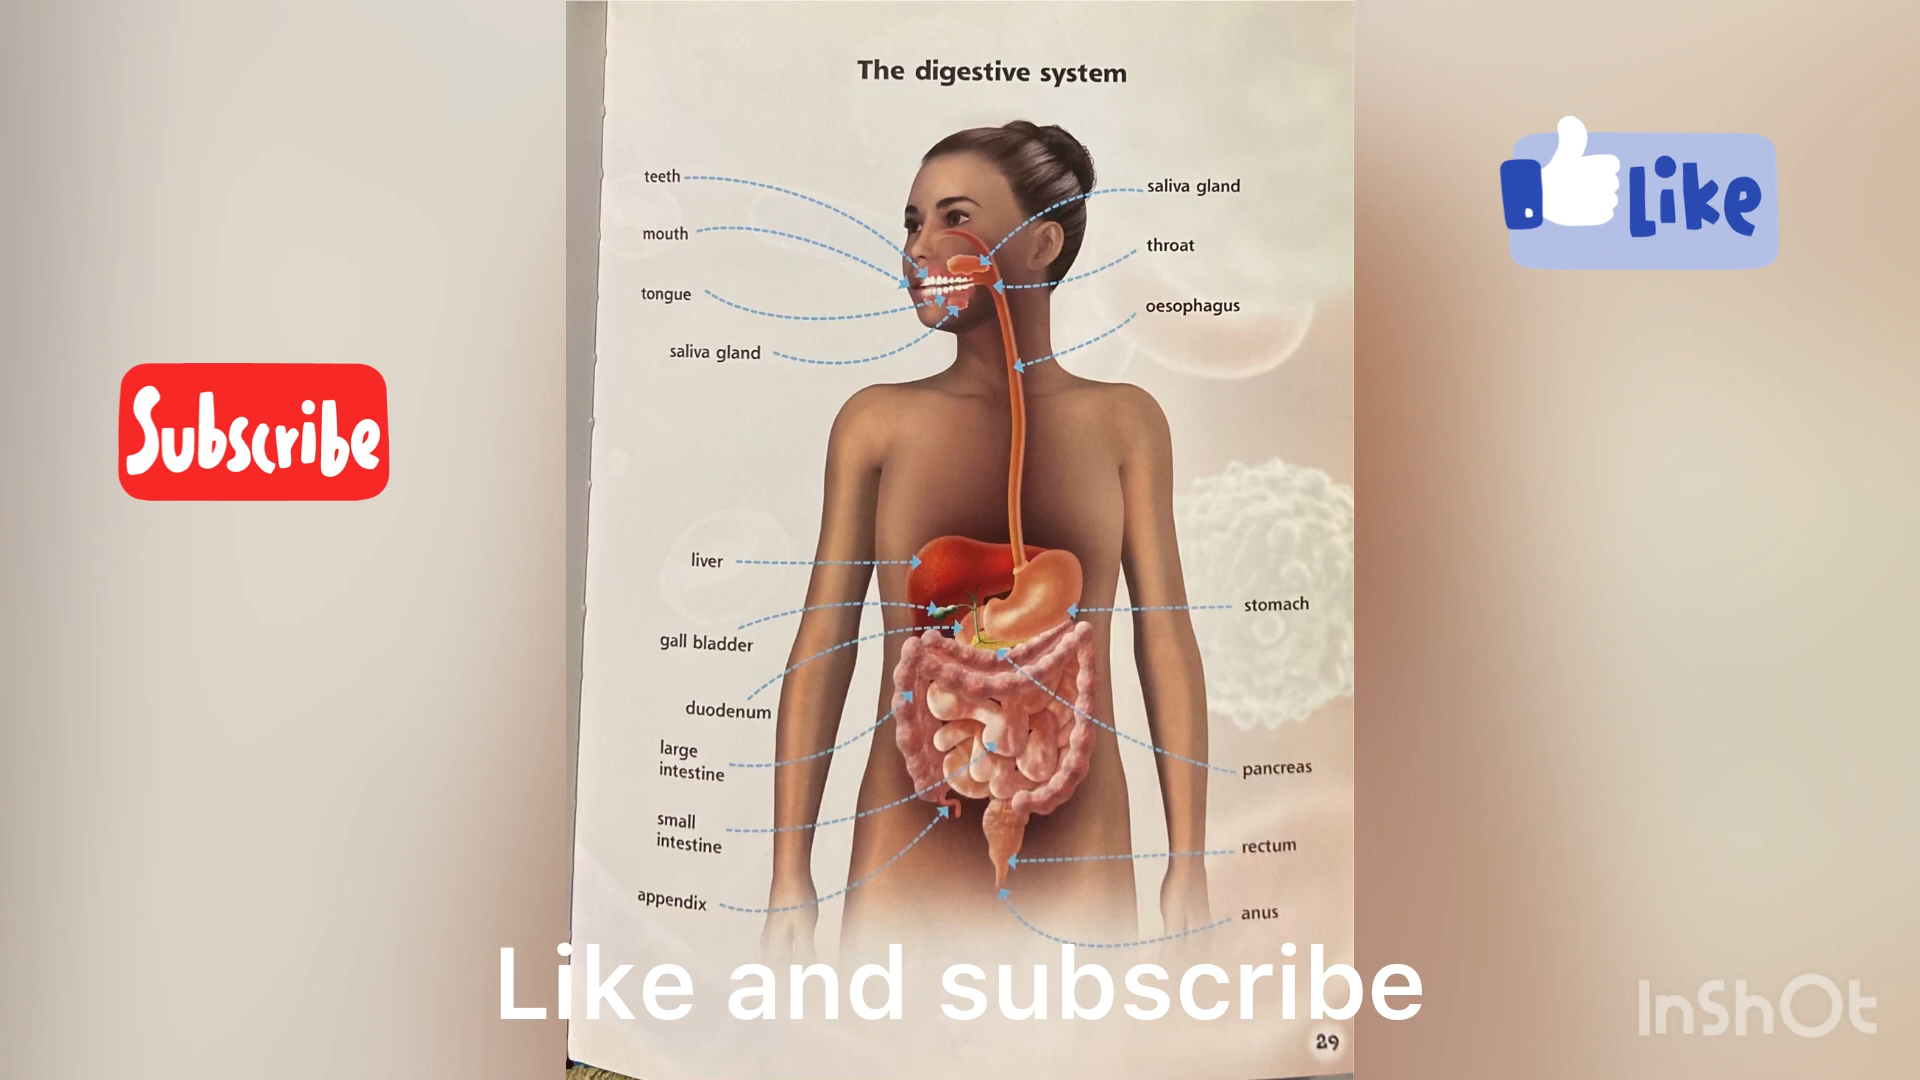 The digestive system
teeth
saliva gland
mouth
throat
tongue
oesophagus
saliva gland
Like
Subscribe
liver
stomach
gall bladder
duodenum
large
intestine
pancreas
small
intestine
rectum
appendix
anus
Like and subscribe
InShOt
29